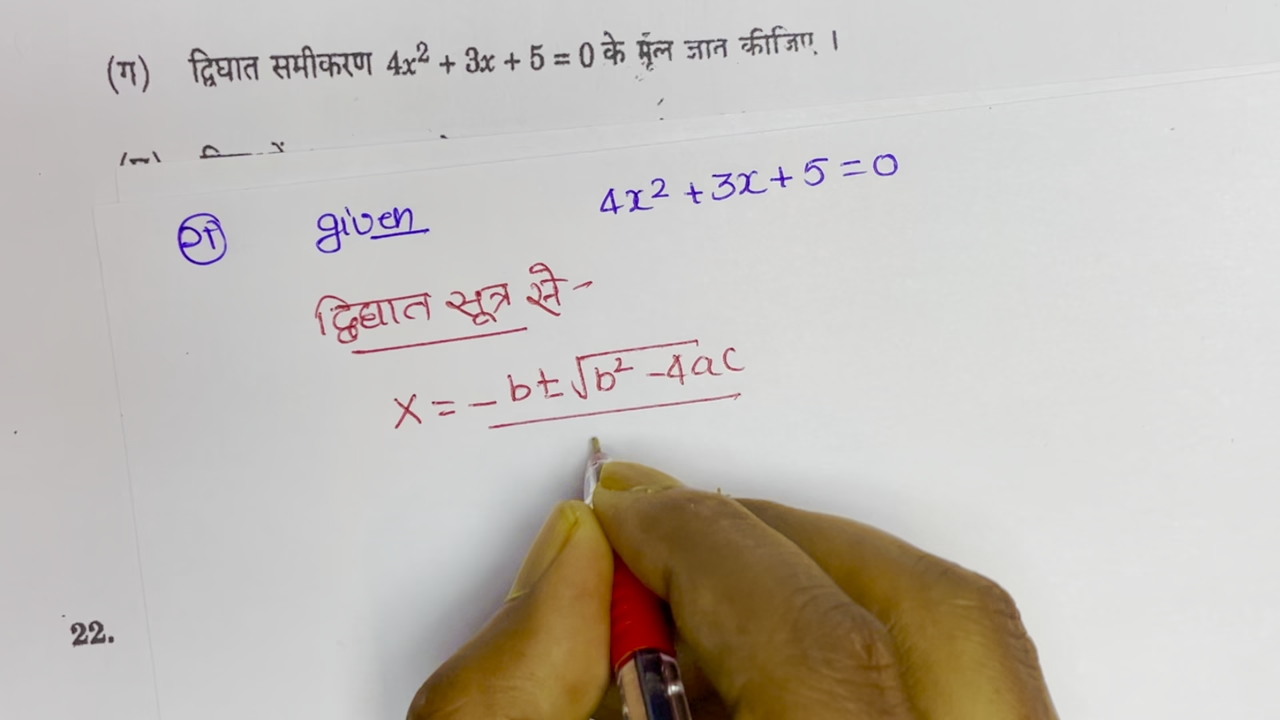 (ग) द्विघात समीकरण 4x² + 3x + 5 = 0 के मूल ज्ञात कीजिए ।
ग given 4x² + 3x + 5 = 0
द्विघात सूत्र से -
x = -b ± √b² - 4ac
22.